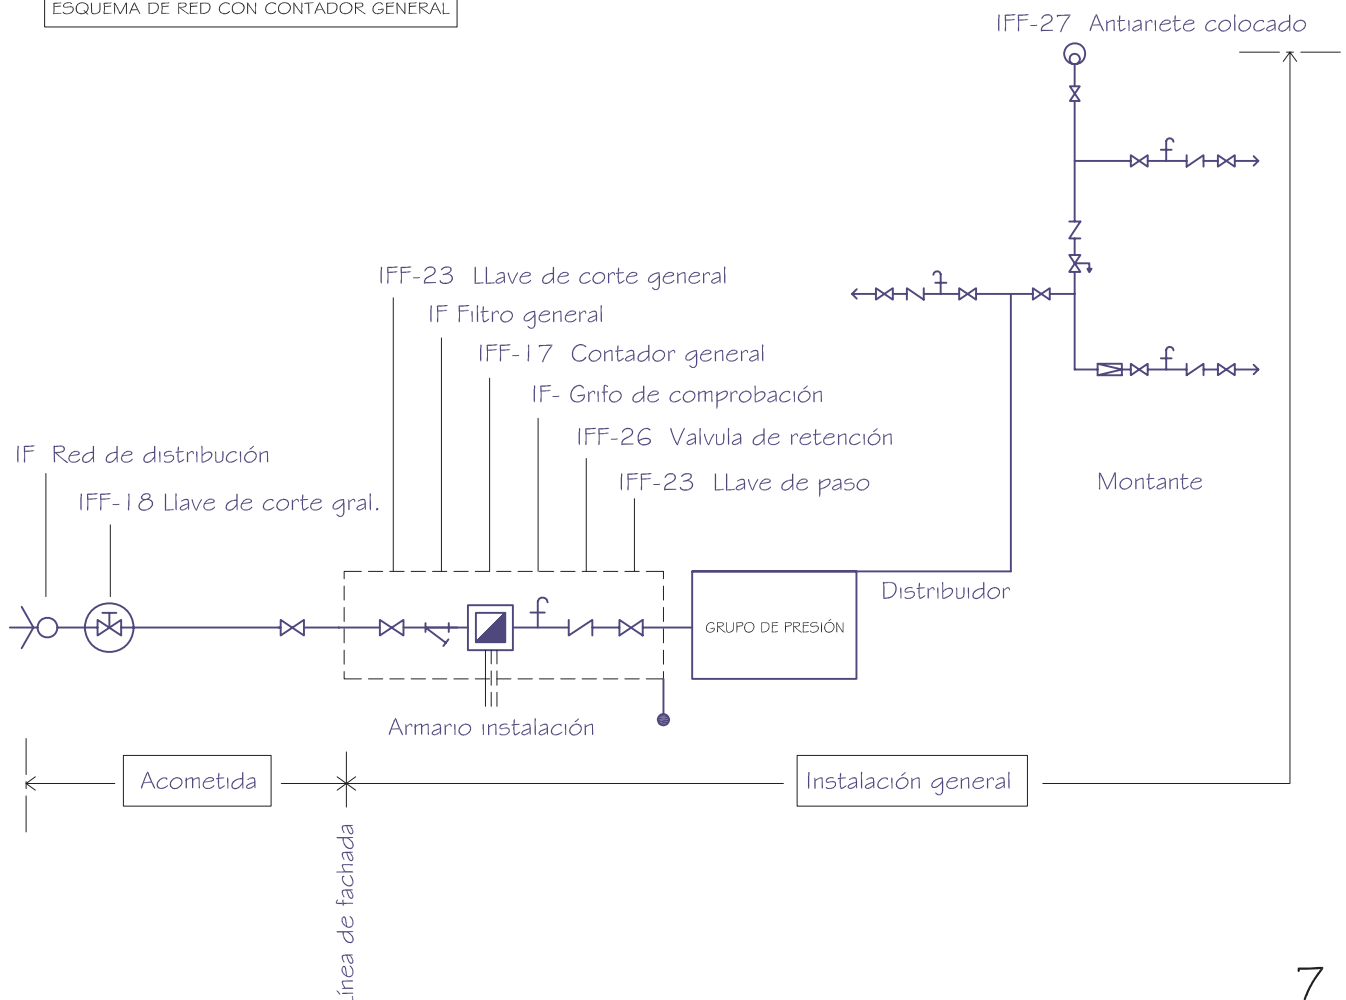 ESQUEMA DE RED CON CONTADOR GENERAL
IFF-27 Antiariete colocado
IFF-23 LLave de corte general
IF Filtro general
IFF-17 Contador general
IF- Grifo de comprobación
IFF-26 Valvula de retención
IFF-23 LLave de paso
IF Red de distribución
IFF-18 Llave de corte gral.
Montante
Distribuidor
GRUPO DE PRESIÓN
Armario instalación
Acometida
Instalación general
Línea de fachada
7